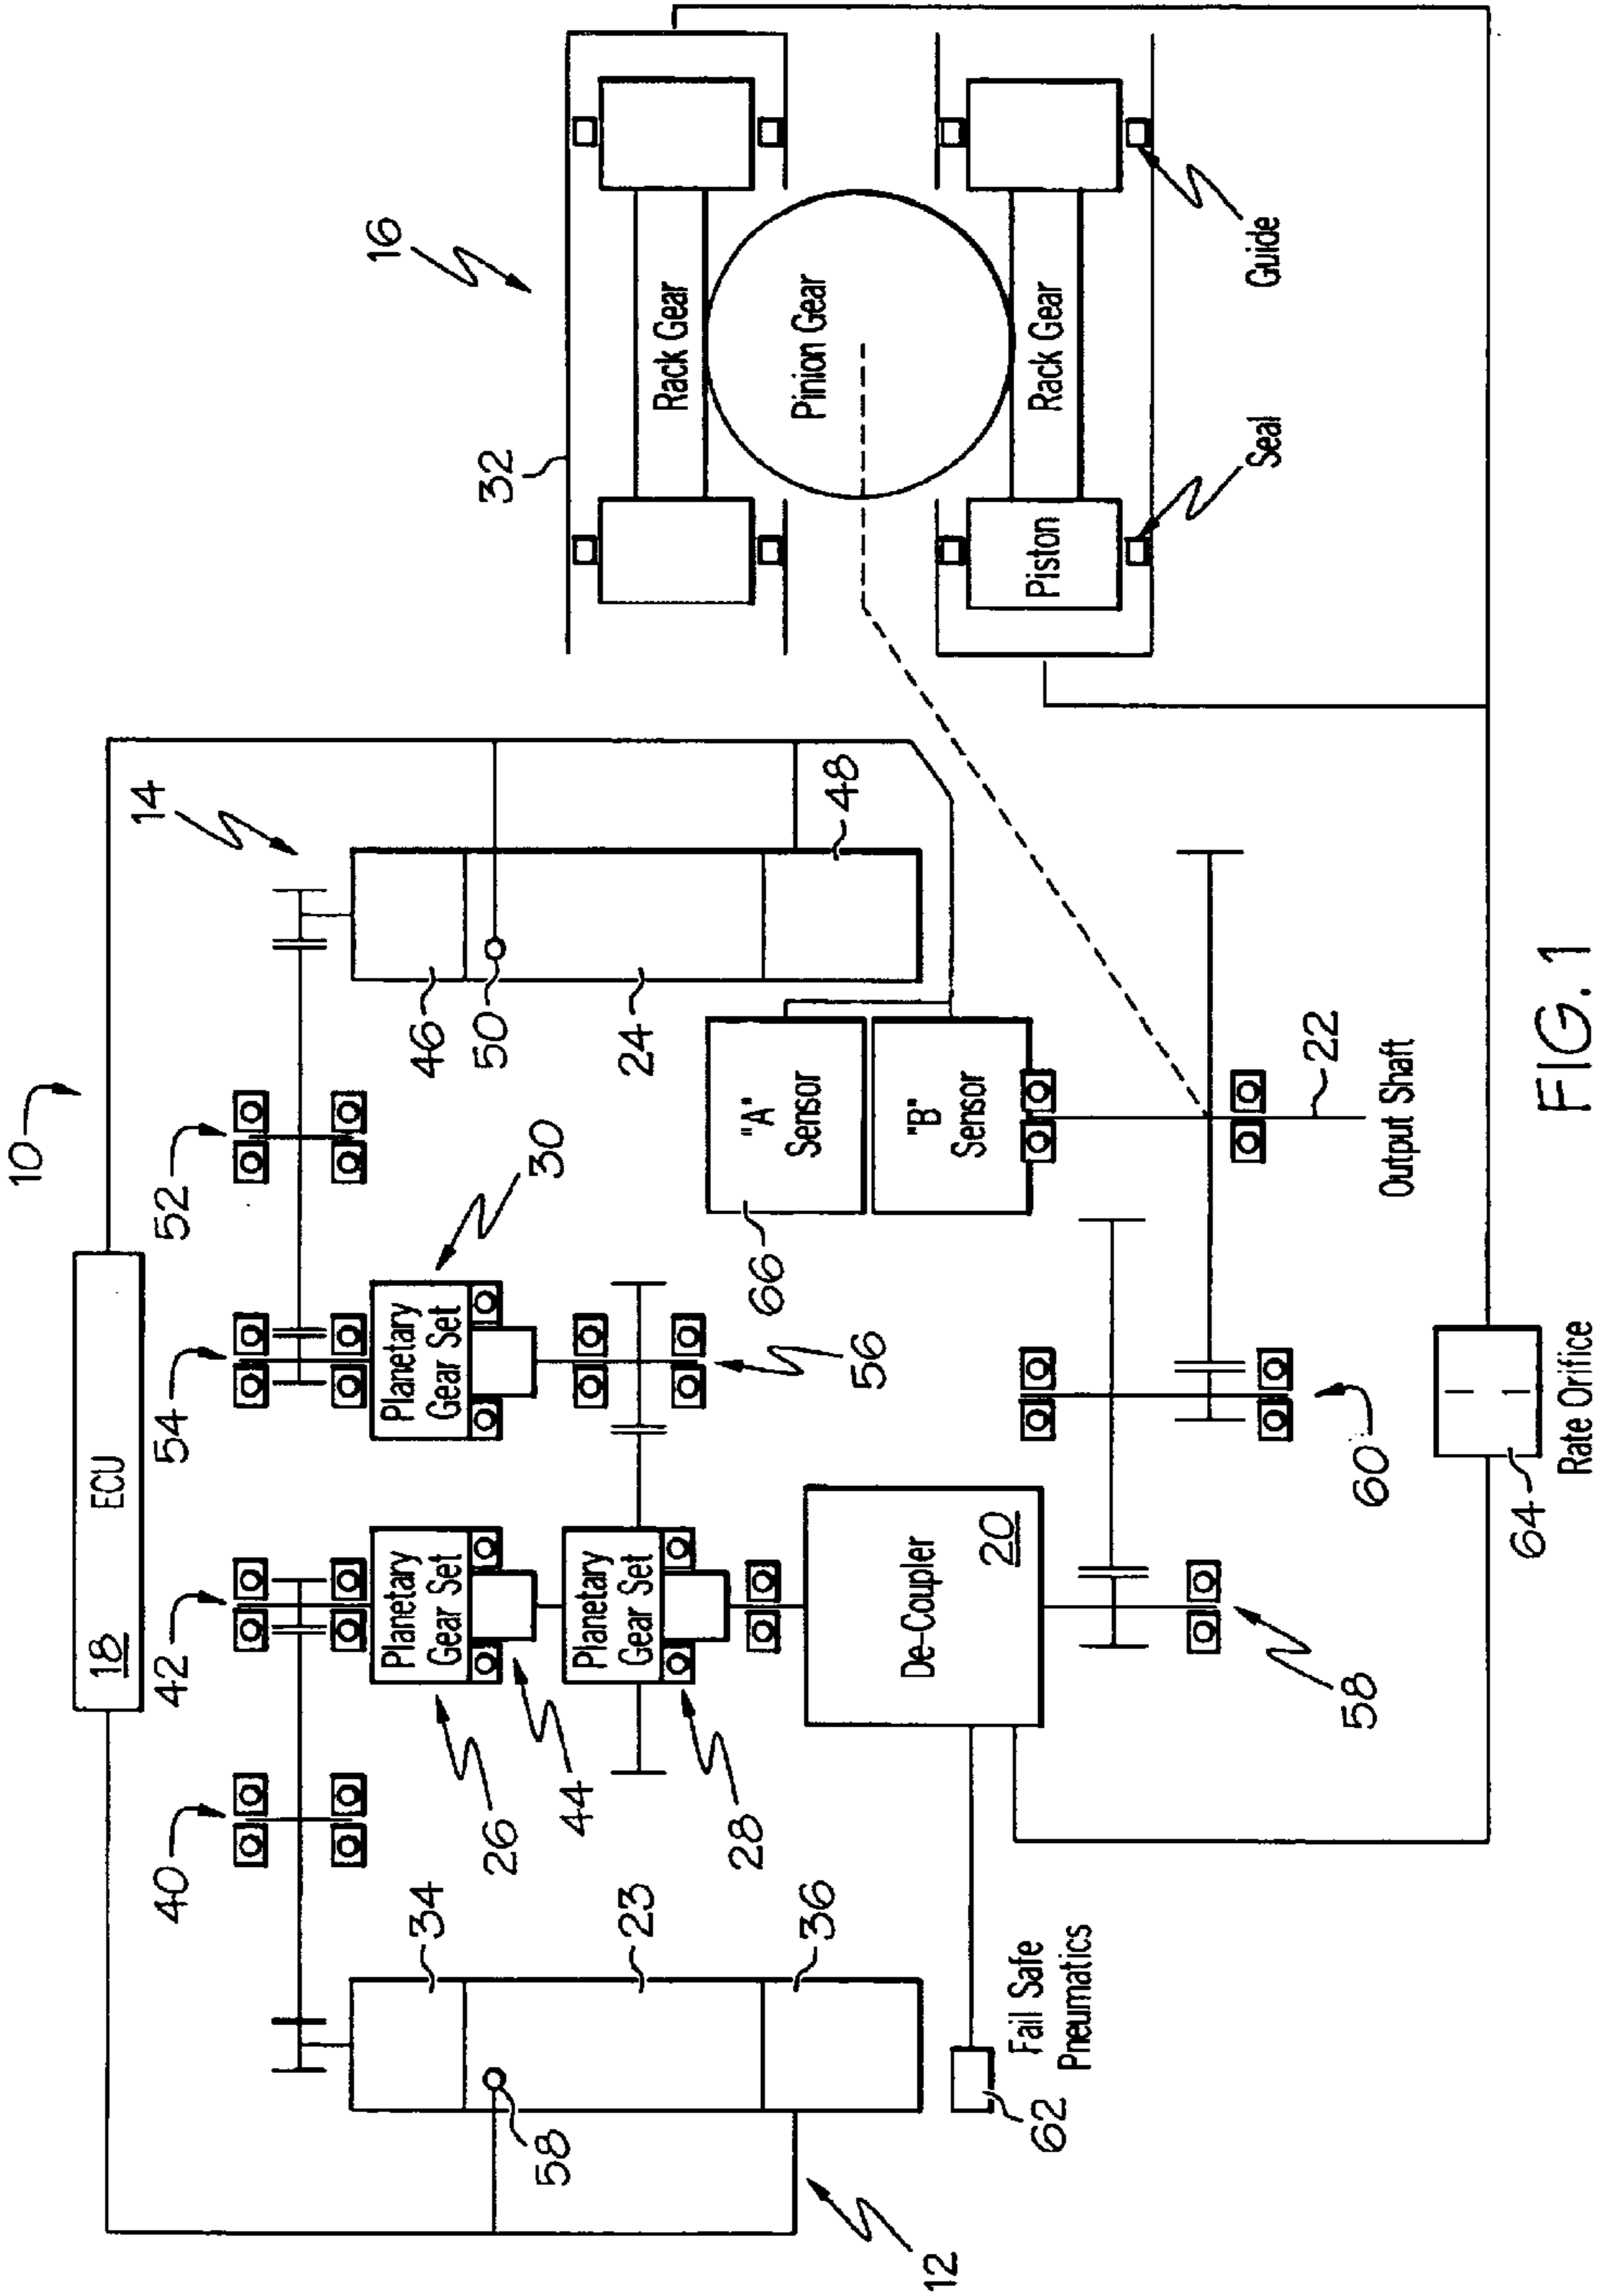 10
18
ECU
40
42
54
52
14
34
58
23
36
12
26
Planetary
Gear Set
44
Planetary
Gear Set
28
Planetary
Gear Set
30
56
46
50
24
48
66
"A"
Sensor
"B"
Sensor
De-Coupler
20
62
Fail Safe
Pneumatics
58
60
22
Output Shaft
64
Rate Orifice
16
32
Rack Gear
Pinion Gear
Piston
Rack Gear
Seal
Guide
FIG. 1